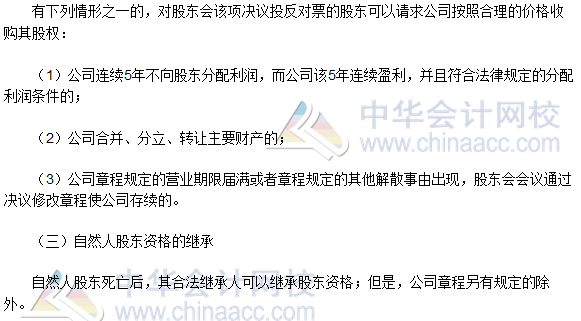 有下列情形之一的，对股东会该项决议投反对票的股东可以请求公司按照合理的价格收
购其股权：
（1）公司连续5年不向股东分配利润，而公司该5年连续盈利，并且符合法律规定的分配
利润条件的；
（2）公司合并、分立、转让主要财产的；
中华会计网校
www.chinaacc.com
（3）公司章程规定的营业期限届满或者章程规定的其他解散事由出现，股东会会议通过
决议修改章程使公司存续的。
（三）自然人股东资格的继承
自然人股东死亡后，其合法继承人可以继承股东资格；但是，公司章程另有规定的除
外。
中华会计网校
www.chinaacc.com